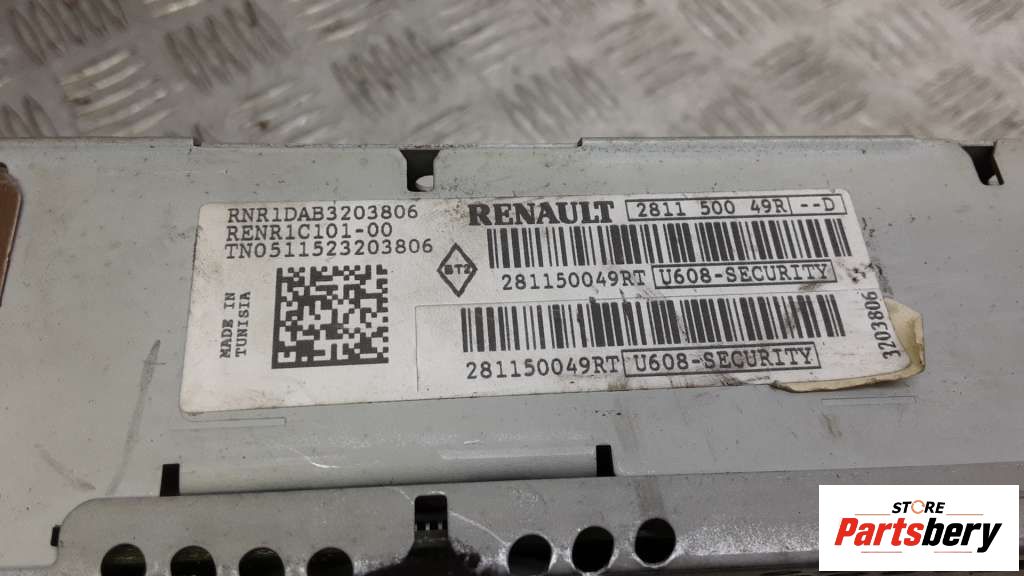 RNR1DAB3203806
RENR1C101-00
TN0511523203806
MADE IN
TUNISIA
RENAULT 2811 500 49R --D
281150049RT U608-SECURITY
281150049RT U608-SECURITY
3203806
STORE
Partsbery